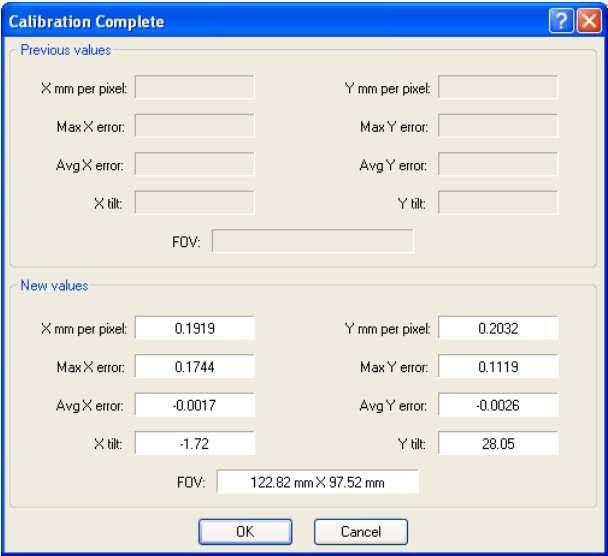 Calibration Complete
Previous values
X mm per pixel: Y mm per pixel:
Max X error: Max Y error:
Avg X error: Avg Y error:
X tilt: Y tilt:
FOV:
New values
X mm per pixel: 0.1919 Y mm per pixel: 0.2032
Max X error: 0.1744 Max Y error: 0.1119
Avg X error: -0.0017 Avg Y error: -0.0026
X tilt: -1.72 Y tilt: 28.05
FOV: 122.82 mm X 97.52 mm
OK Cancel